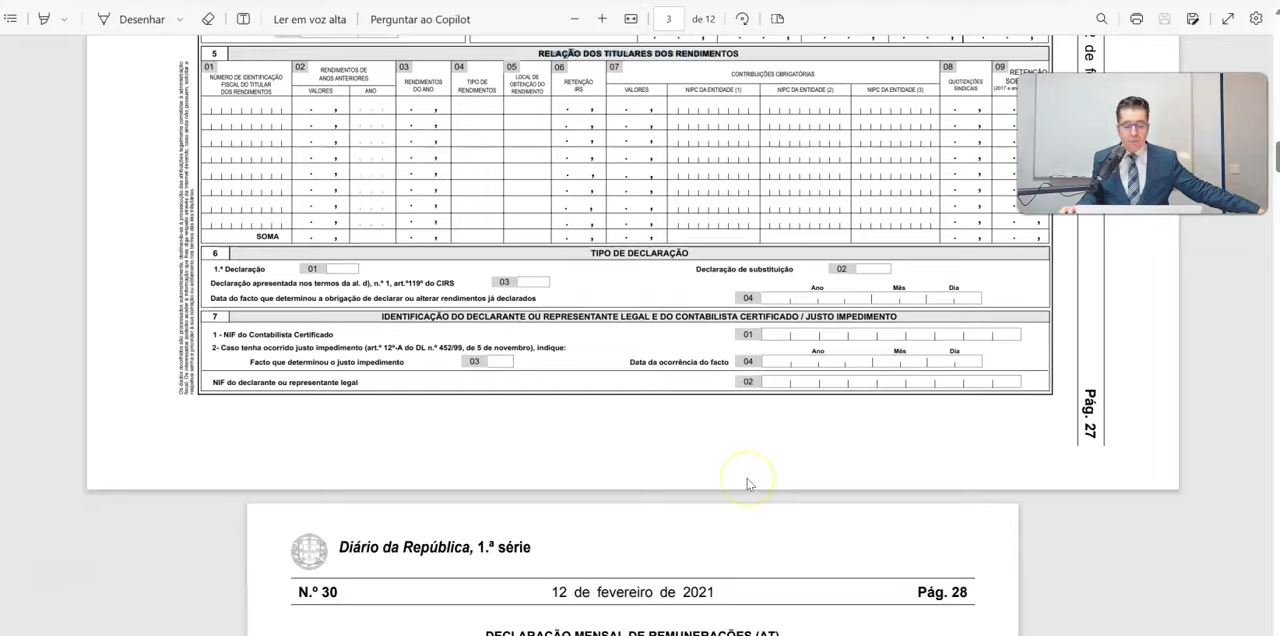 Desenhar
Ler em voz alta
Perguntar ao Copilot
3 de 12
5 RELAÇÃO DOS TITULARES DOS RENDIMENTOS
01 NÚMERO DE IDENTIFICAÇÃO FISCAL DO TITULAR DOS RENDIMENTOS
02 RENDIMENTOS DE ANOS ANTERIORES
VALORES ANO
03 RENDIMENTOS DO ANO
04 TIPO DE RENDIMENTOS
05 LOCAL DE OBTENÇÃO DO RENDIMENTO
06 RETENÇÃO IRS
07 CONTRIBUIÇÕES OBRIGATÓRIAS
VALORES NIPC DA ENTIDADE (1) NIPC DA ENTIDADE (2) NIPC DA ENTIDADE (3)
08 QUOTIZAÇÕES SINDICAIS
09 RETENÇÃO
SOMA
6 TIPO DE DECLARAÇÃO
1.ª Declaração 01 Declaração de substituição 02
Declaração apresentada nos termos da al. d), n.º 1, art.º119º do CIRS 03
Ano Mês Dia
Data do facto que determinou a obrigação de declarar ou alterar rendimentos já declarados 04
7 IDENTIFICAÇÃO DO DECLARANTE OU REPRESENTANTE LEGAL E DO CONTABILISTA CERTIFICADO / JUSTO IMPEDIMENTO
1 - NIF do Contabilista Certificado 01
2- Caso tenha ocorrido justo impedimento (art.º 12º-A do DL n.º 452/99, de 5 de novembro), indique:
Ano Mês Dia
Facto que determinou o justo impedimento 03 Data da ocorrência do facto 04
NIF do declarante ou representante legal 02
Pág. 27
Diário da República, 1.ª série
N.º 30 12 de fevereiro de 2021 Pág. 28
DECLARAÇÃO MENSAL DE REMUNERAÇÕES (AT)